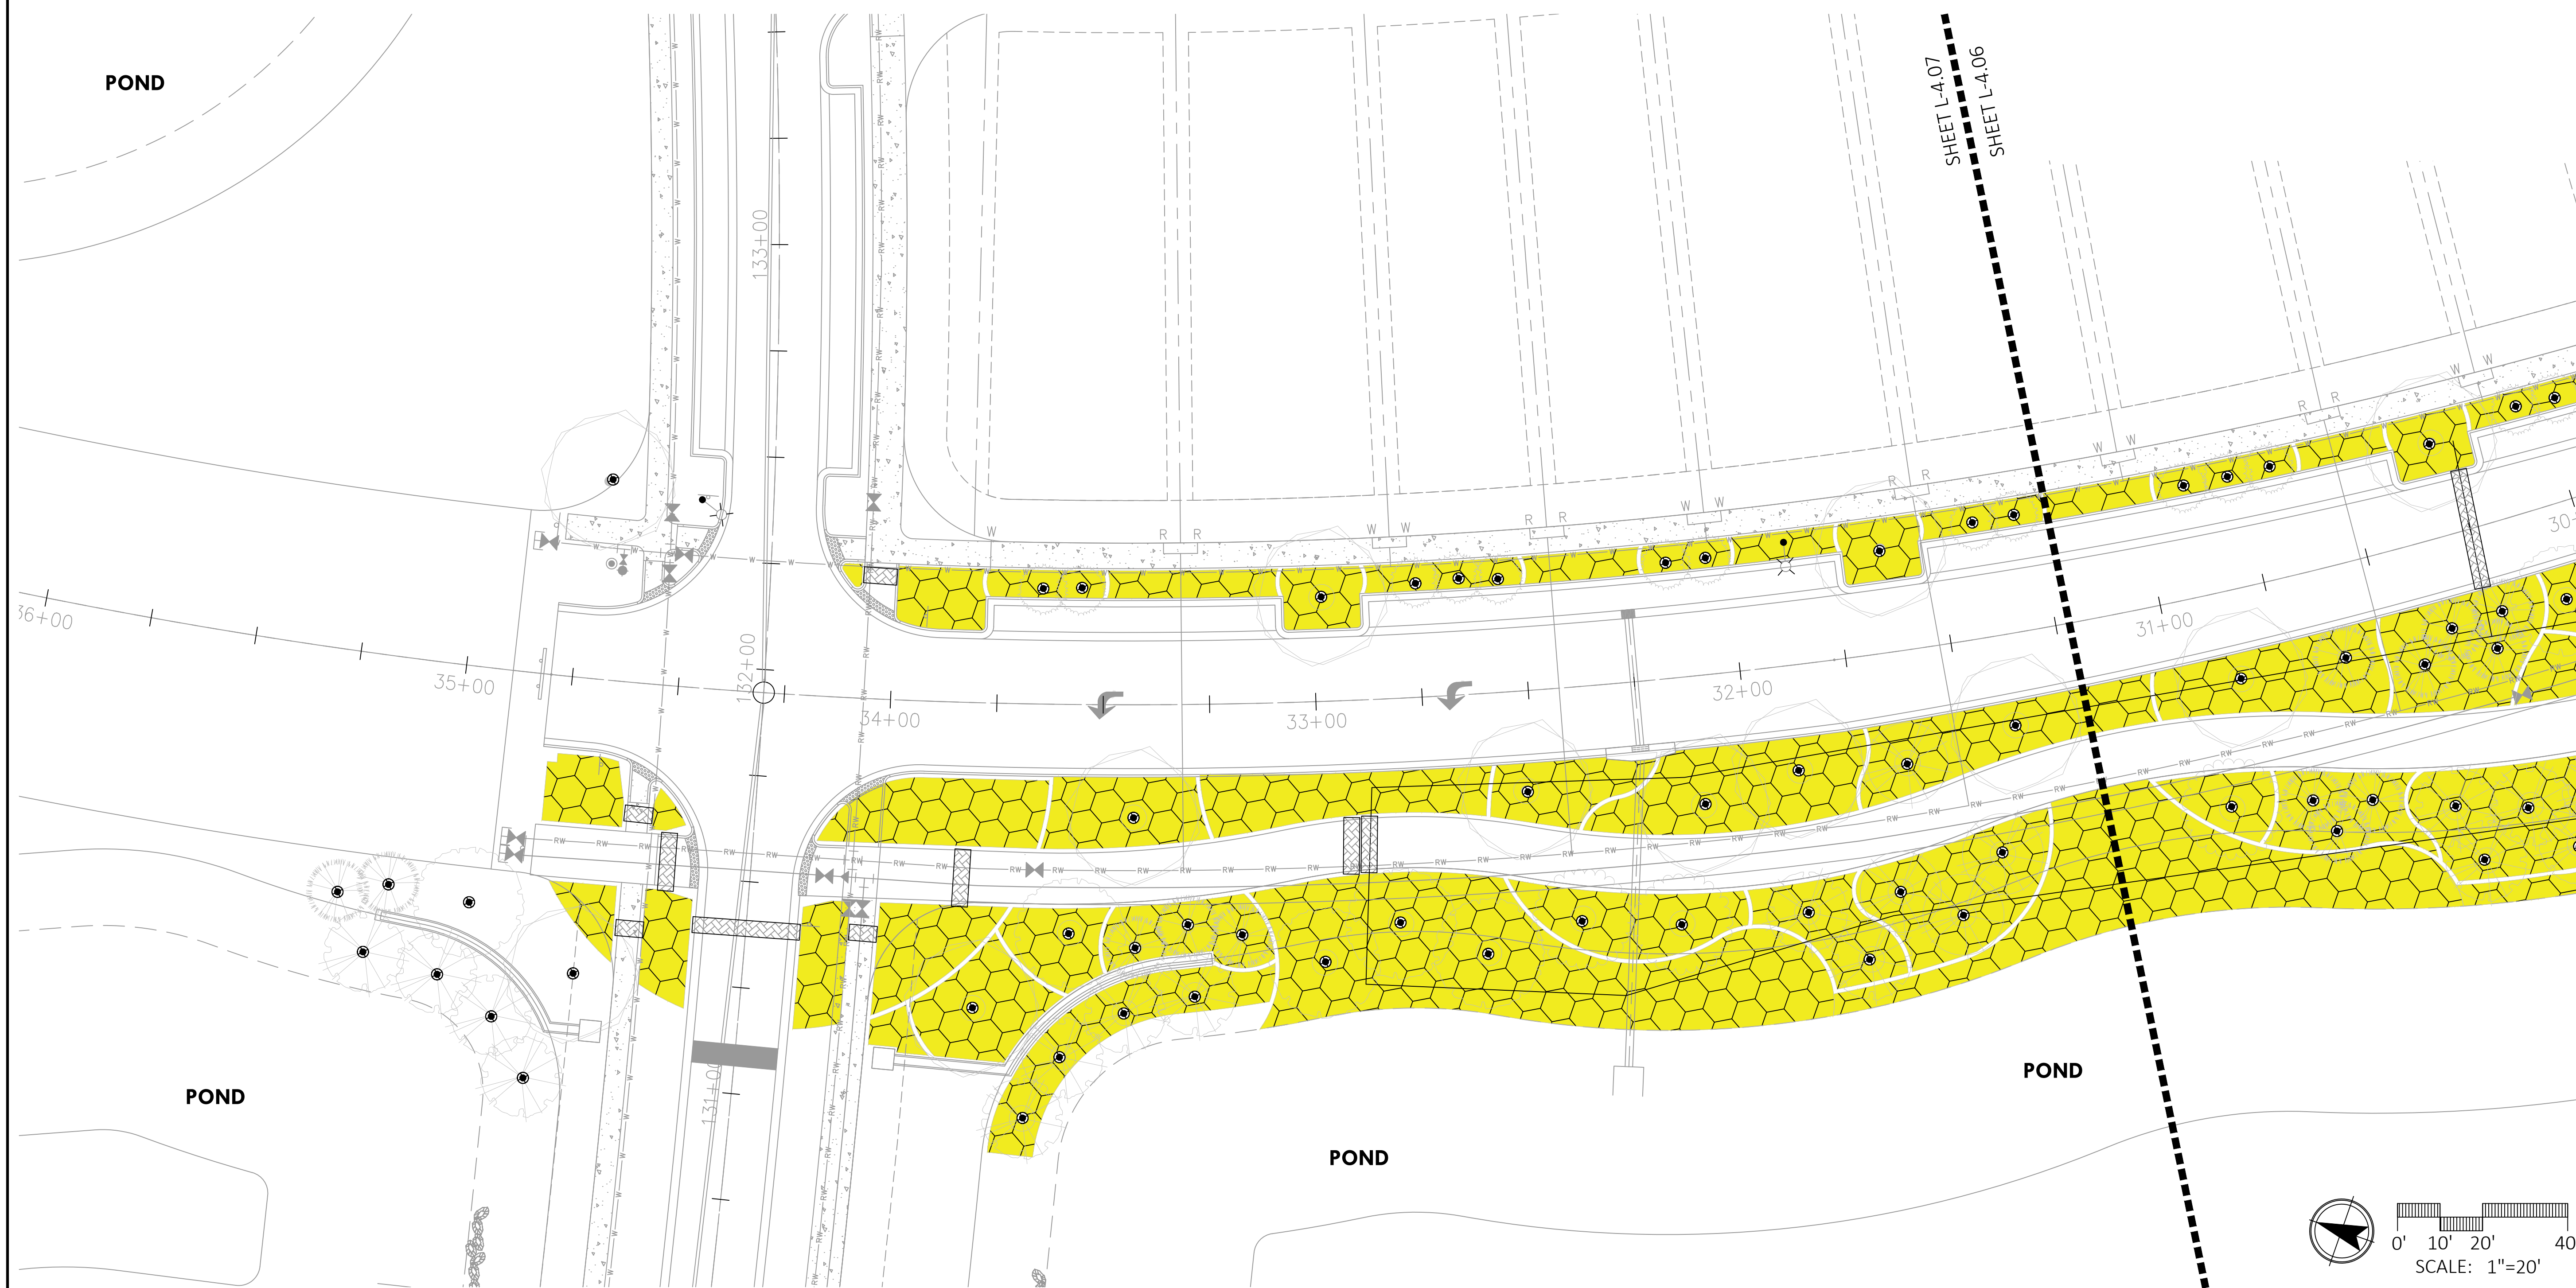 POND
SHEET L-4.07
SHEET L-4.06
133+00
W
R R
W W
R R
W W
R R
W W
R R
W W
36+00
35+00
132+00
34+00
33+00
32+00
31+00
30+
RW
131+00
POND
POND
POND
0' 10' 20' 40
SCALE: 1"=20'